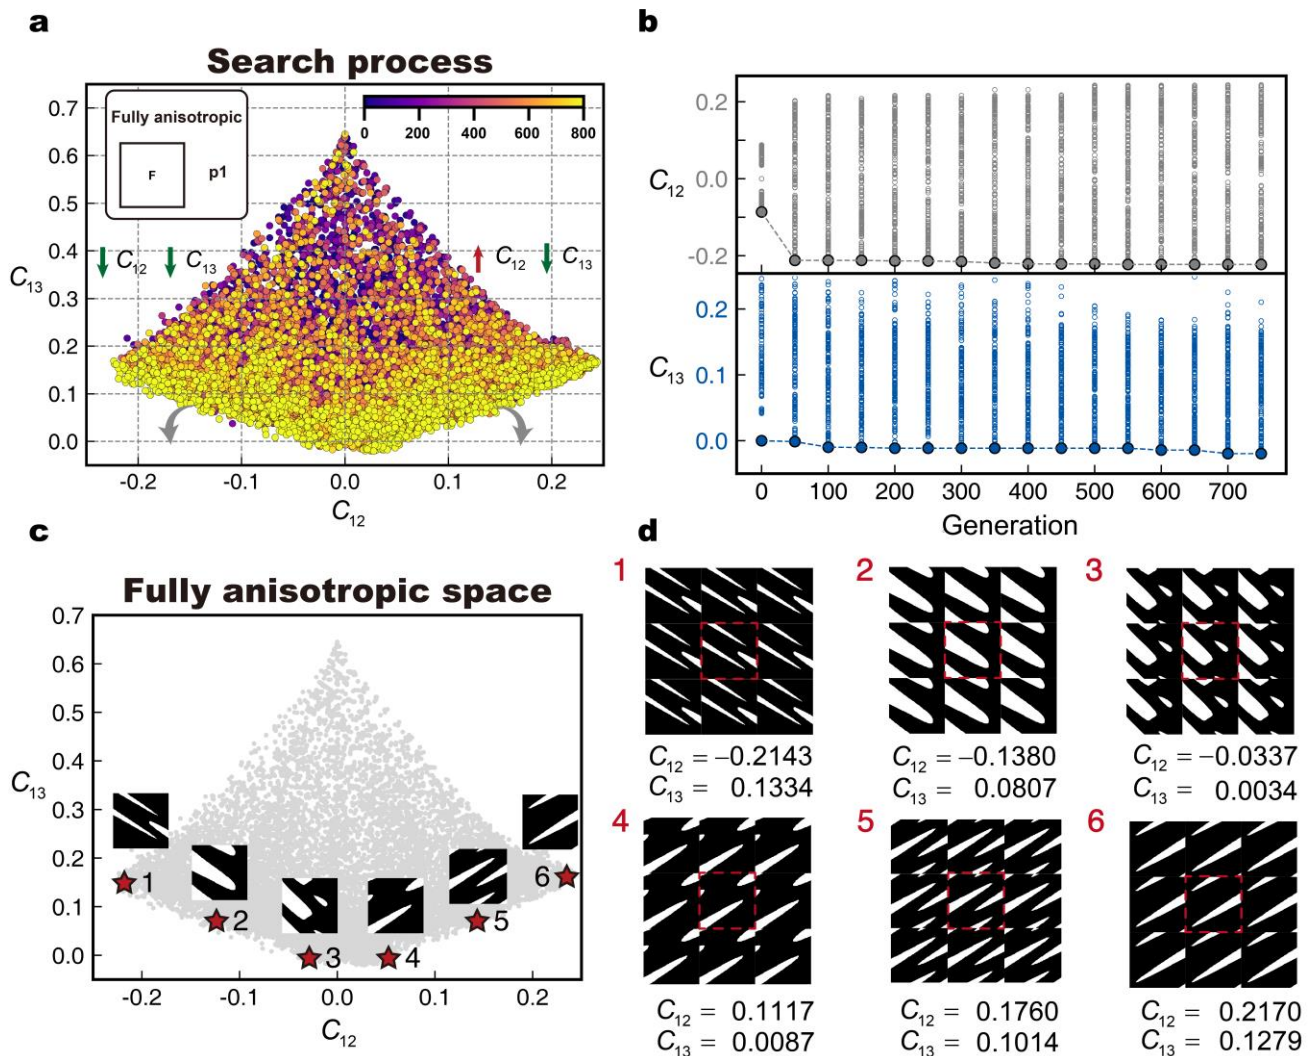 a
Search process
0.7
0.6
0.5
0.4
0.3
0.2
0.1
0.0
C13
Fully anisotropic
F
p1
0 200 400 600 800
C12 C13
C12 C13
-0.2 -0.1 0.0 0.1 0.2
C12
b
0.2
0.0
-0.2
C12
0.2
0.1
0.0
C13
0 100 200 300 400 500 600 700
Generation
c
Fully anisotropic space
0.7
0.6
0.5
0.4
0.3
0.2
0.1
0.0
C13
1
2
3
4
5
6
-0.2 -0.1 0.0 0.1 0.2
C12
d
1
C12 = −0.2143
C13 = 0.1334
2
C12 = −0.1380
C13 = 0.0807
3
C12 = −0.0337
C13 = 0.0034
4
C12 = 0.1117
C13 = 0.0087
5
C12 = 0.1760
C13 = 0.1014
6
C12 = 0.2170
C13 = 0.1279